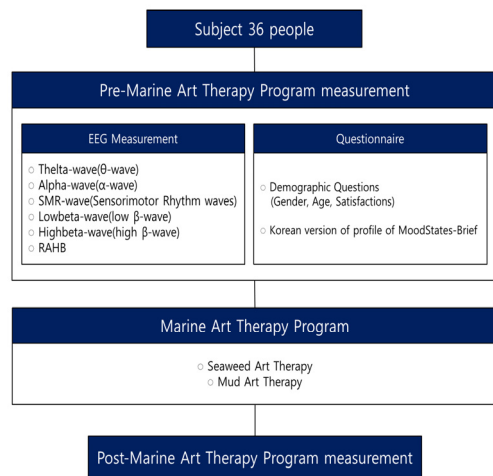 Subject 36 people
Pre-Marine Art Therapy Program measurement
EEG Measurement
○ Thelta-wave(θ-wave)
○ Alpha-wave(α-wave)
○ SMR-wave(Sensorimotor Rhythm waves)
○ Lowbeta-wave(low β-wave)
○ Highbeta-wave(high β-wave)
○ RAHB
Questionnaire
○ Demographic Questions
(Gender, Age, Satisfactions)
○ Korean version of profile of MoodStates-Brief
Marine Art Therapy Program
○ Seaweed Art Therapy
○ Mud Art Therapy
Post-Marine Art Therapy Program measurement